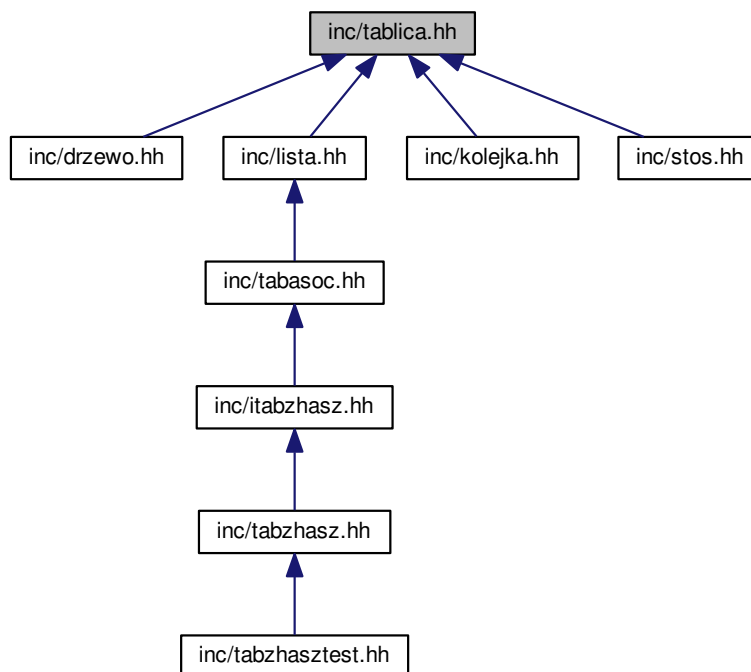 inc/tablica.hh
inc/drzewo.hh
inc/lista.hh
inc/kolejka.hh
inc/stos.hh
inc/tabasoc.hh
inc/itabzhasz.hh
inc/tabzhasz.hh
inc/tabzhasztest.hh